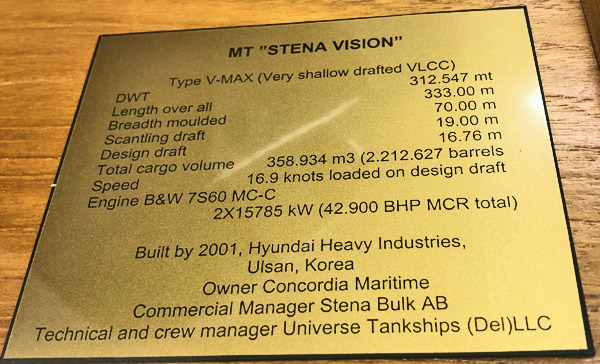 MT "STENA VISION"
Type V-MAX (Very shallow drafted VLCC)
DWT 312.547 mt
Length over all 333.00 m
Breadth moulded 70.00 m
Scantling draft 19.00 m
Design draft 16.76 m
Total cargo volume 358.934 m3 (2.212.627 barrels
Speed 16.9 knots loaded on design draft
Engine B&W 7S60 MC-C
2X15785 kW (42.900 BHP MCR total)
Built by 2001, Hyundai Heavy Industries,
Ulsan, Korea
Owner Concordia Maritime
Commercial Manager Stena Bulk AB
Technical and crew manager Universe Tankships (Del)LLC